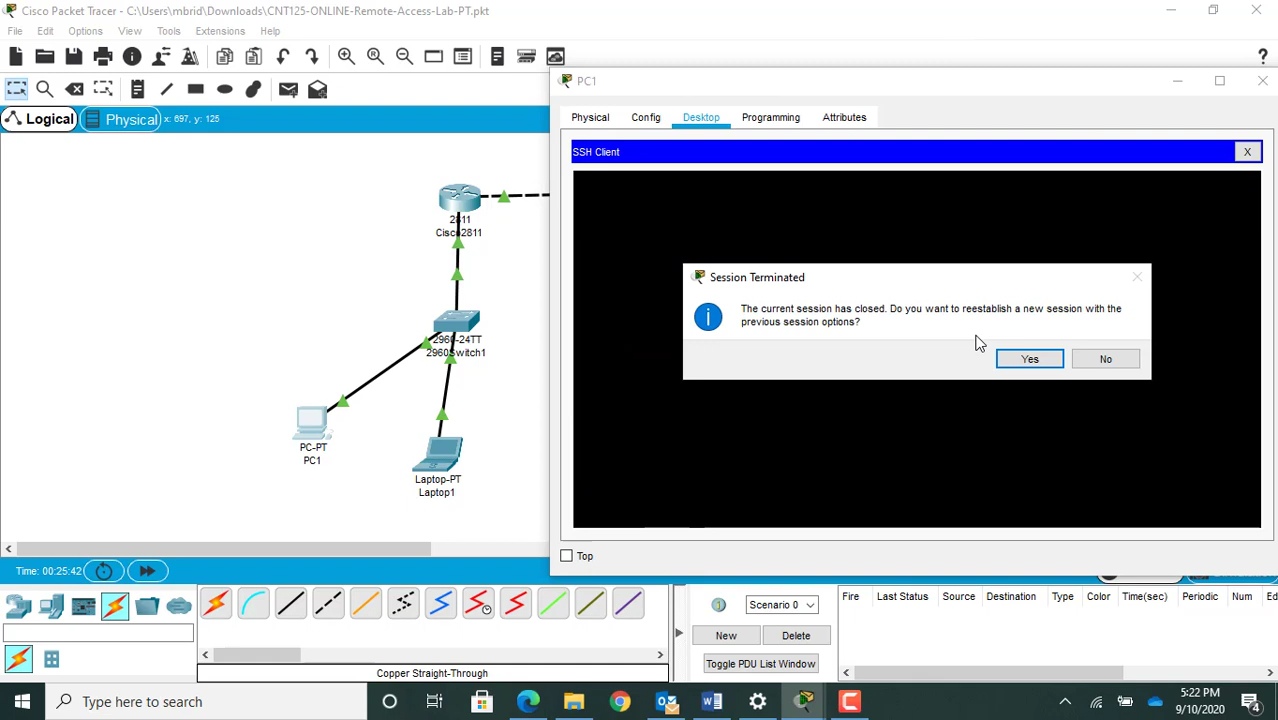 Cisco Packet Tracer - C:\Users\mbrid\Downloads\CNT125-ONLINE-Remote-Access-Lab-PT.pkt
File Edit Options View Tools Extensions Help
Logical Physical x: 697, y: 125
PC1
Physical Config Desktop Programming Attributes
SSH Client X
Session Terminated
The current session has closed. Do you want to reestablish a new session with the
previous session options?
Yes No
Top
2811
Cisco2811
2960-24TT
2960Switch1
PC-PT
PC1
Laptop-PT
Laptop1
Time: 00:25:42
Copper Straight-Through
Scenario 0
New Delete
Toggle PDU List Window
Fire Last Status Source Destination Type Color Time(sec) Periodic Num Ed
Type here to search
5:22 PM
9/10/2020
4